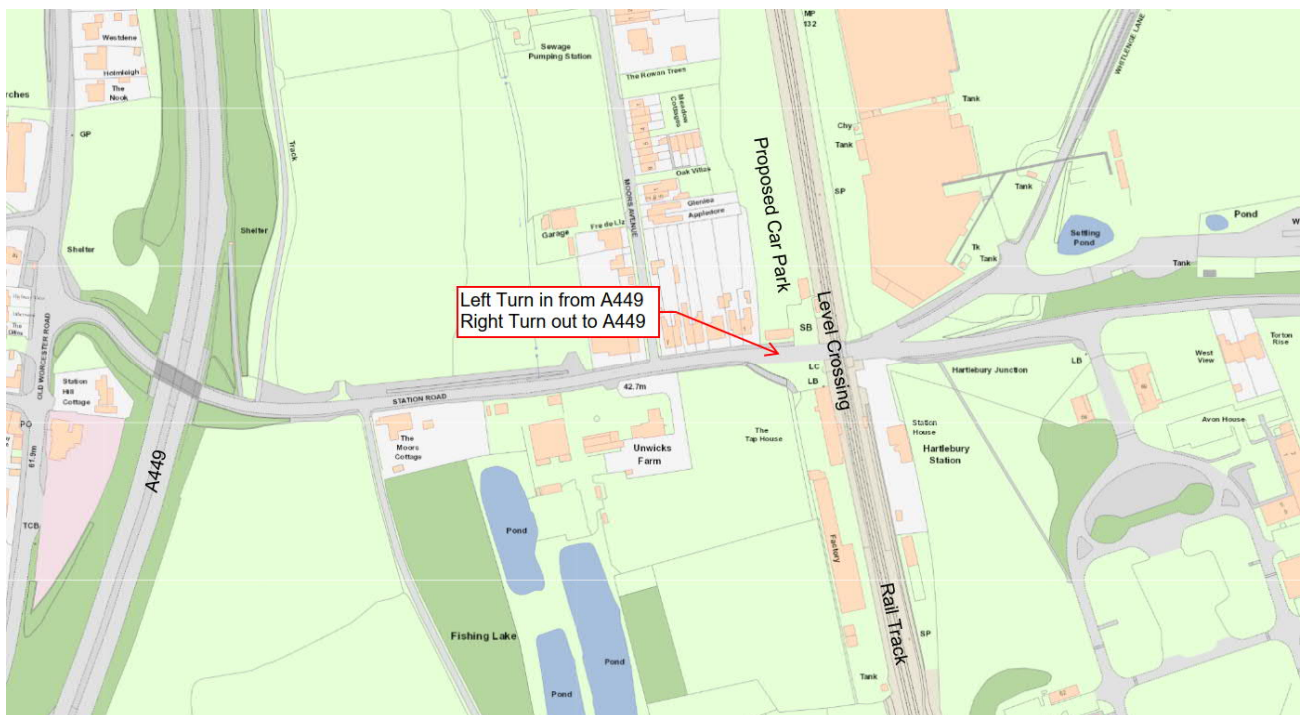 Westdene
Holmleigh
The
Nook
rches
GP
Track
Shelter
Shelter
Sewage
Pumping Station
The Rowan Trees
Meadow
Cottages
Oak Villas
MOORS AVENUE
Glenlea
Appledore
Garage
Fre de Liz
MP
132
Proposed Car Park
Chy
Tank
SP
Tank
WHITLENGE LANE
Tank
Settling
Pond
Pond
Tk
Tank
Tank
W
Left Turn in from A449
Right Turn out to A449
SB
Level Crossing
LC
LB
OLD WORCESTER ROAD
Station
Hill
Cottage
PO
61.9m
TCB
A449
STATION ROAD
42.7m
The
Moors
Cottage
Unwicks
Farm
The
Tap House
Hartlebury Junction
LB
West
View
Torton
Rise
Station
House
Hartlebury
Station
Avon House
Pond
Factory
Rail Track
Fishing Lake
Pond
Pond
SP
Tank